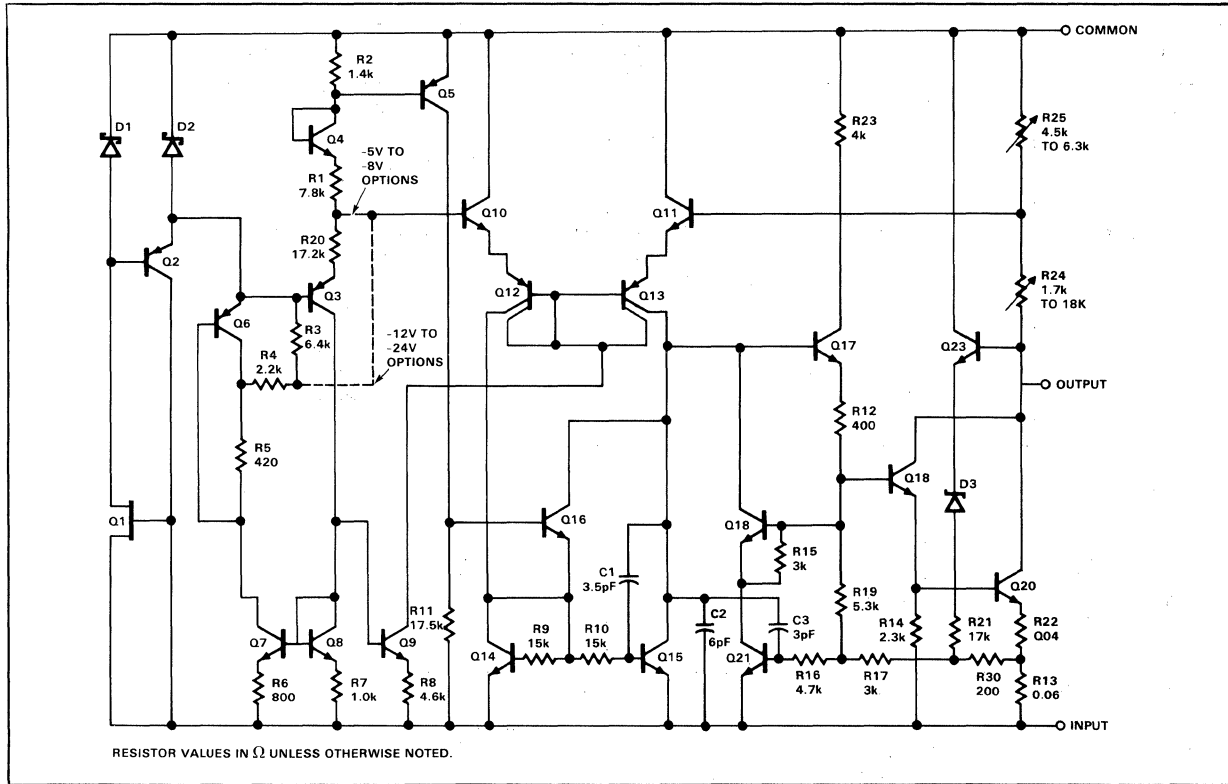 COMMON
R2
1.4k
Q5
D1
D2
Q4
R23
4k
R25
4.5k
TO 6.3k
-5V TO
-8V
OPTIONS
R1
7.8k
Q10
Q11
Q2
R20
17.2k
Q3
Q12
Q13
R24
1.7k
TO 18K
Q6
R3
6.4k
-12V TO
-24V
OPTIONS
R4
2.2k
Q17
Q23
OUTPUT
R12
400
R5
420
Q18
D3
Q1
Q16
Q18
R15
3k
C1
3.5pF
R19
5.3k
Q20
R11
17.5k
C2
6pF
C3
3pF
R14
2.3k
R21
17k
R22
Q04
Q7
Q8
Q9
Q14
R9
15k
R10
15k
Q15
Q21
R16
4.7k
R17
3k
R30
200
R13
0.06
R6
800
R7
1.0k
R8
4.6k
INPUT
RESISTOR VALUES IN Ω UNLESS OTHERWISE NOTED.